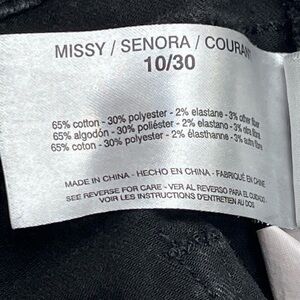 MISSY / SENORA / COURANT
10/30
65% cotton - 30% polyester - 2% elastane - 3% other fiber
65% algodón - 30% poliéster - 2% elastano - 3% otra fibra
65% coton - 30% polyester - 2% élasthanne - 3% autre fibre
MADE IN CHINA - HECHO EN CHINA - FABRIQUÉ EN CHINE
SEE REVERSE FOR CARE - VER AL REVERSO PARA EL CUIDADO
VOIR LES INSTRUCTIONS D'ENTRETIEN AU DOS